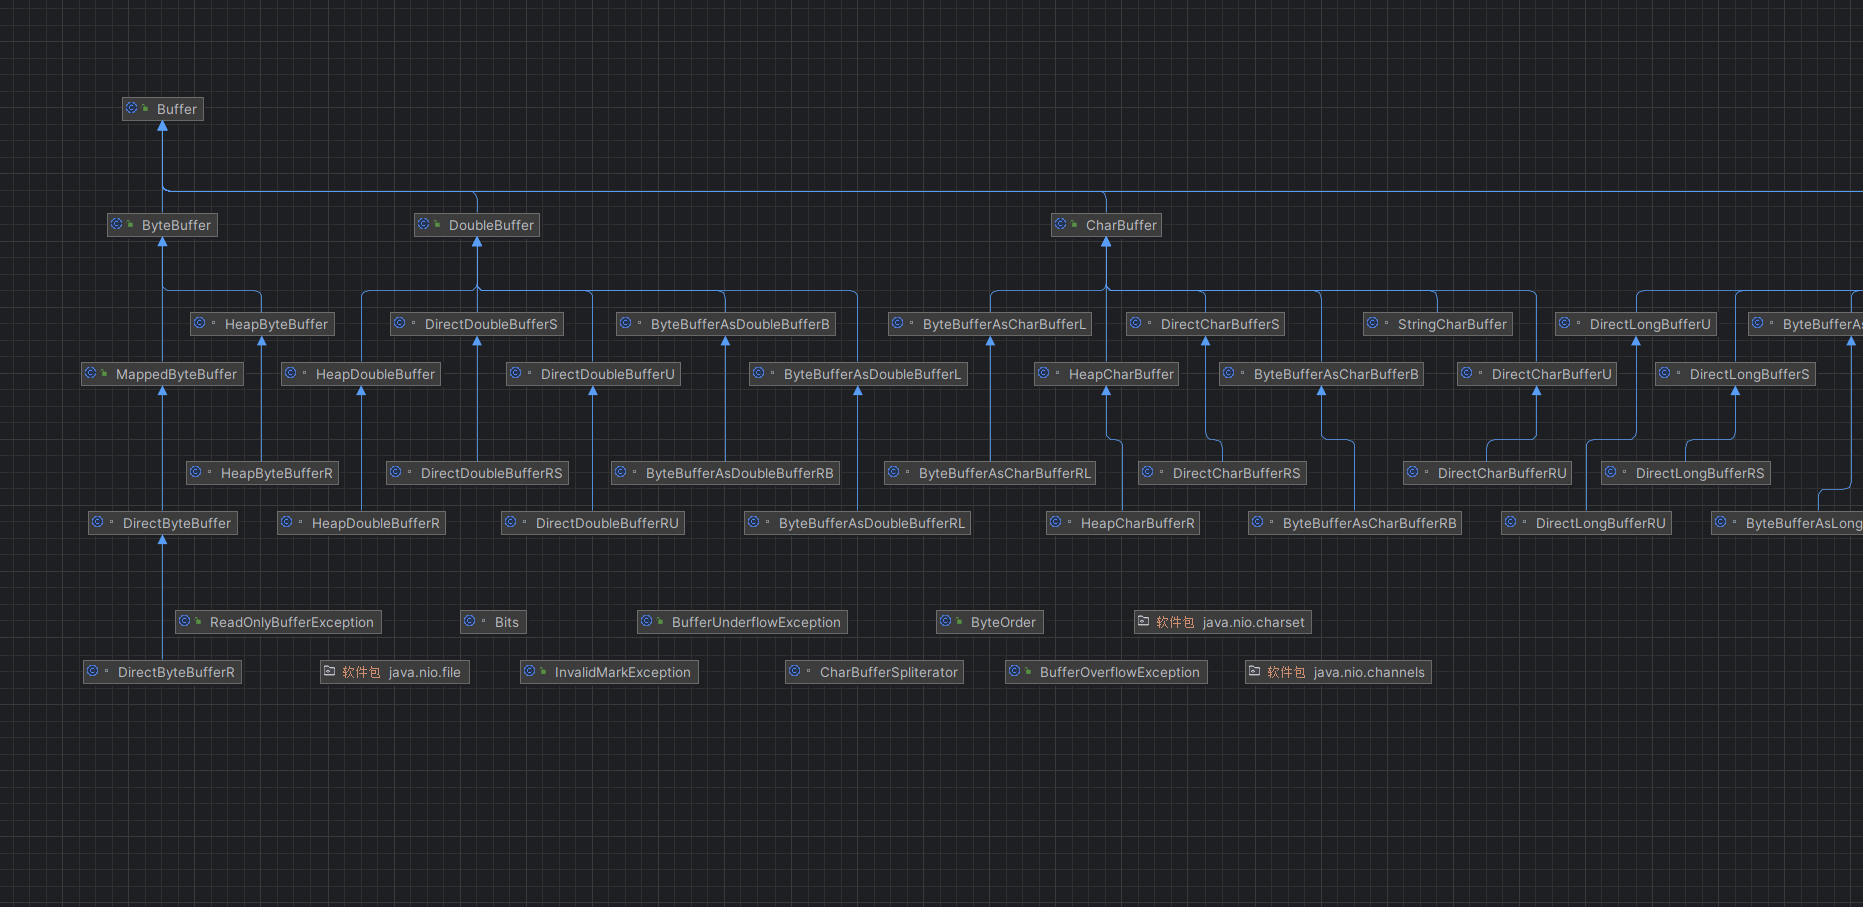 Buffer
ByteBuffer
DoubleBuffer
CharBuffer
HeapByteBuffer
DirectDoubleBufferS
ByteBufferAsDoubleBufferB
ByteBufferAsCharBufferL
DirectCharBufferS
StringCharBuffer
DirectLongBufferU
ByteBufferAs
MappedByteBuffer
HeapDoubleBuffer
DirectDoubleBufferU
ByteBufferAsDoubleBufferL
HeapCharBuffer
ByteBufferAsCharBufferB
DirectCharBufferU
DirectLongBufferS
HeapByteBufferR
DirectDoubleBufferRS
ByteBufferAsDoubleBufferRB
ByteBufferAsCharBufferRL
DirectCharBufferRS
DirectCharBufferRU
DirectLongBufferRS
DirectByteBuffer
HeapDoubleBufferR
DirectDoubleBufferRU
ByteBufferAsDoubleBufferRL
HeapCharBufferR
ByteBufferAsCharBufferRB
DirectLongBufferRU
ByteBufferAsLong
ReadOnlyBufferException
Bits
BufferUnderflowException
ByteOrder
软件包 java.nio.charset
DirectByteBufferR
软件包 java.nio.file
InvalidMarkException
CharBufferSpliterator
BufferOverflowException
软件包 java.nio.channels